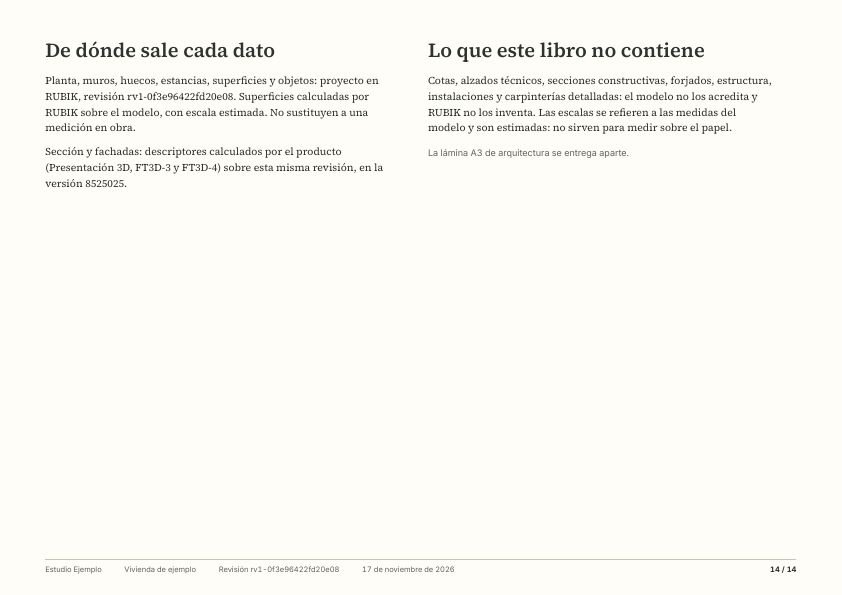 De dónde sale cada dato
Planta, muros, huecos, estancias, superficies y objetos: proyecto en
RUBIK, revisión rv1-0f3e96422fd20e08. Superficies calculadas por
RUBIK sobre el modelo, con escala estimada. No sustituyen a una
medición en obra.
Sección y fachadas: descriptores calculados por el producto
(Presentación 3D, FT3D-3 y FT3D-4) sobre esta misma revisión, en la
versión 8525025.
Lo que este libro no contiene
Cotas, alzados técnicos, secciones constructivas, forjados, estructura,
instalaciones y carpinterías detalladas: el modelo no los acredita y
RUBIK no los inventa. Las escalas se refieren a las medidas del
modelo y son estimadas: no sirven para medir sobre el papel.
La lámina A3 de arquitectura se entrega aparte.
Estudio Ejemplo Vivienda de ejemplo Revisión rv1-0f3e96422fd20e08 17 de noviembre de 2026 14 / 14